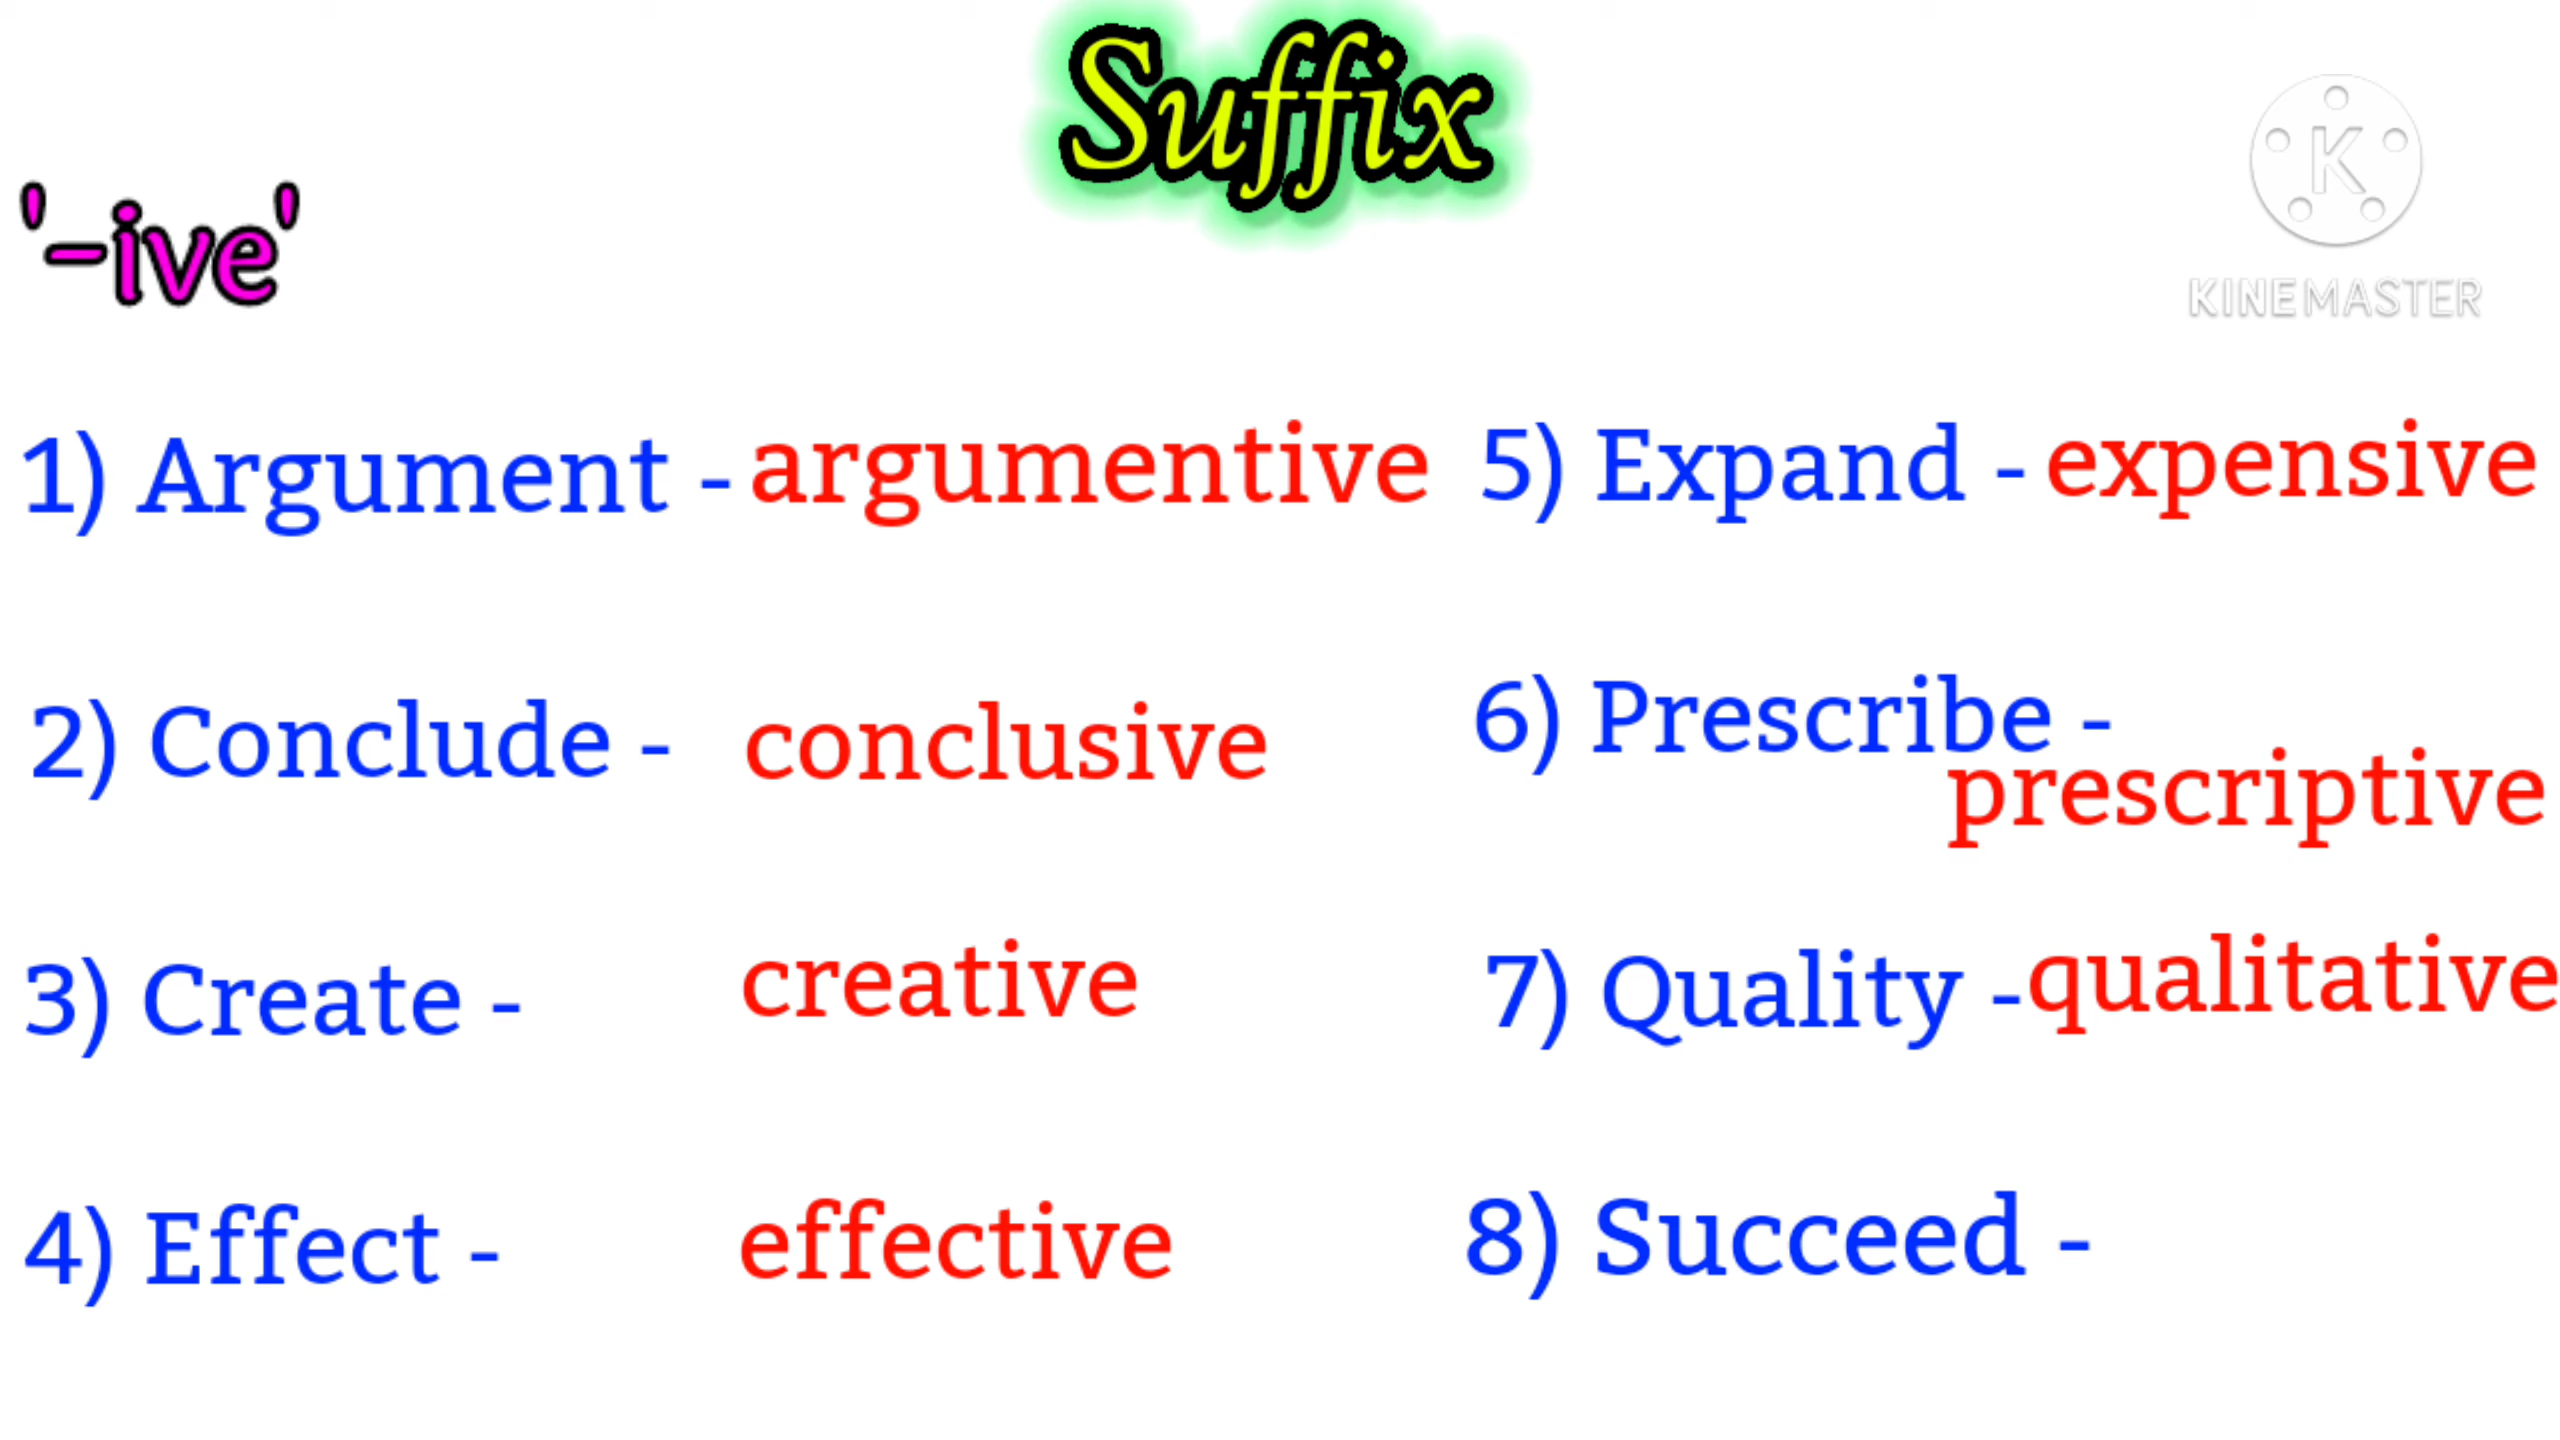 Suffix
KINEMASTER
'-ive'
1) Argument - argumentive
2) Conclude - conclusive
3) Create - creative
4) Effect - effective
5) Expand - expensive
6) Prescribe -
prescriptive
7) Quality - qualitative
8) Succeed -